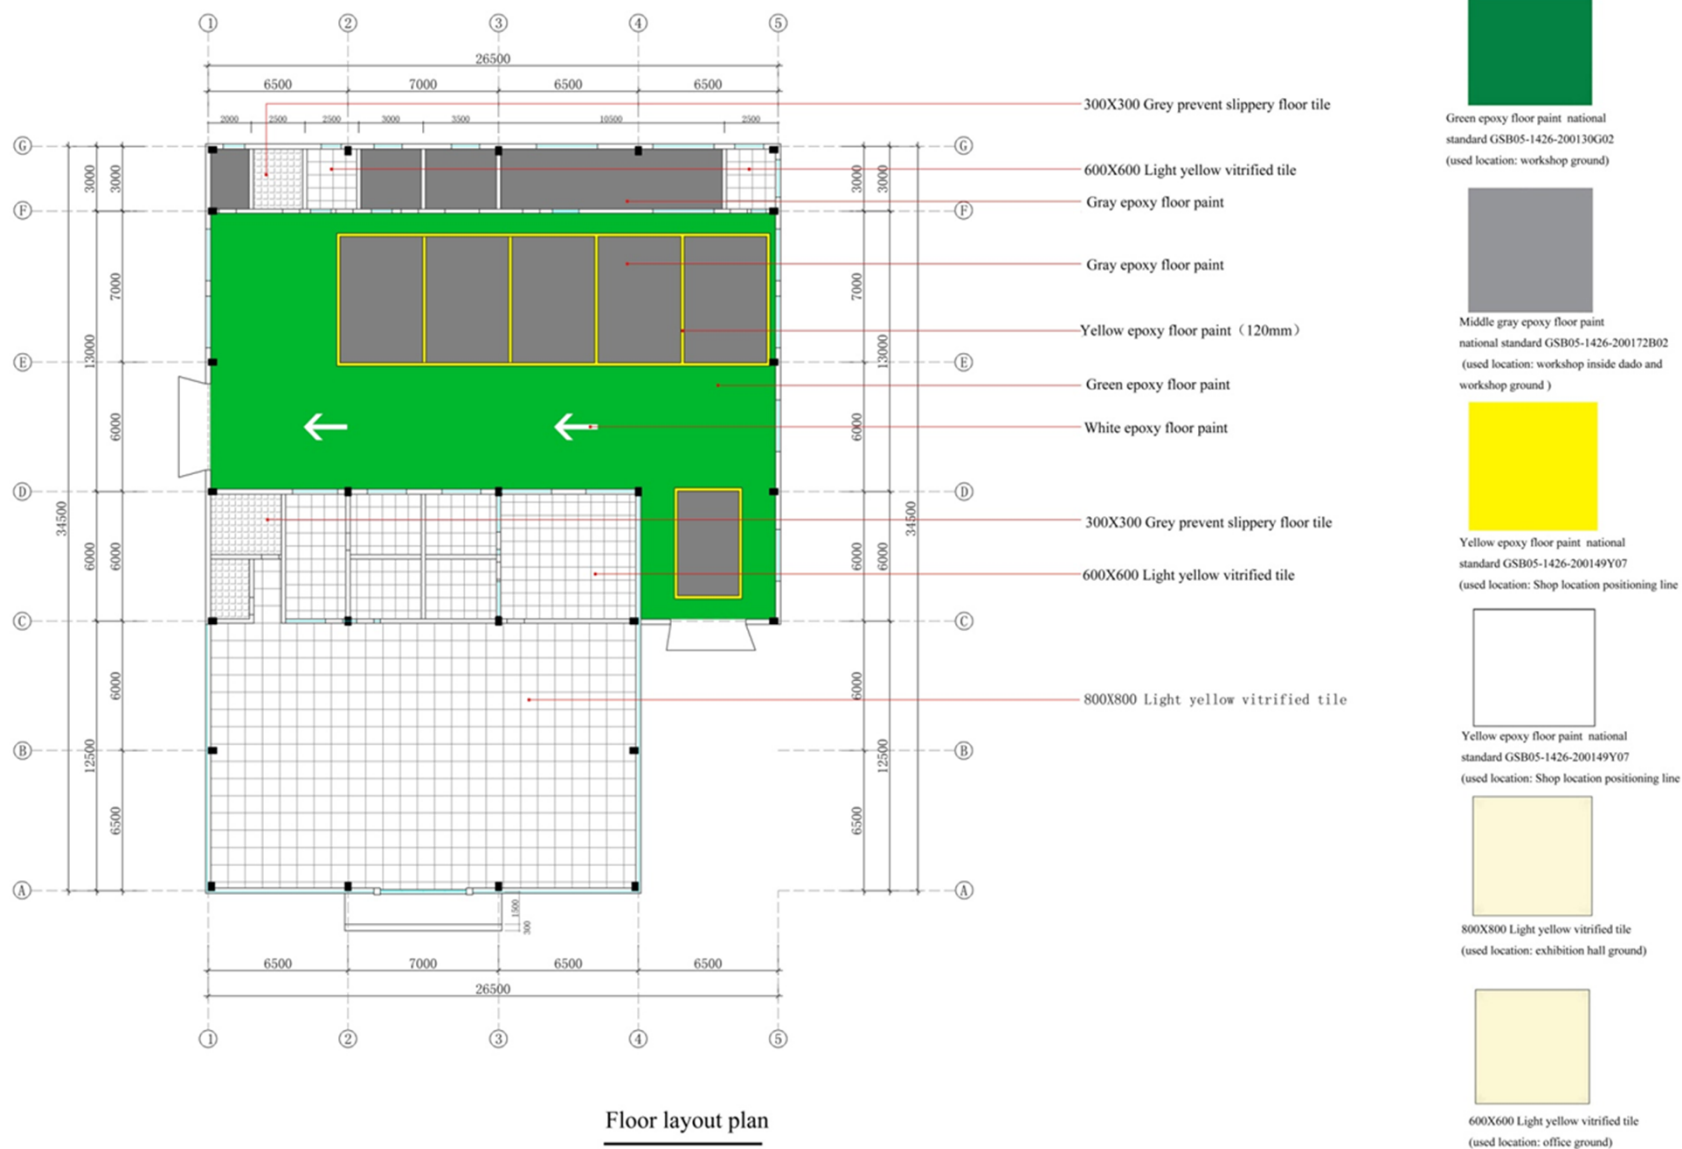 1 2 3 4 5
26500
6500 7000 6500 6500
2000 2500 2500 3000 3500 10500 2500
G
F
E
D
C
B
A
3000 3000
7000
13000
6000
34500
6000 6000
6000
12500
6500
300X300 Grey prevent slippery floor tile
600X600 Light yellow vitrified tile
Gray epoxy floor paint
Gray epoxy floor paint
Yellow epoxy floor paint（120mm）
Green epoxy floor paint
White epoxy floor paint
300X300 Grey prevent slippery floor tile
600X600 Light yellow vitrified tile
800X800 Light yellow vitrified tile
3000 3000
7000
13000
6000
34500
6000 6000
6000
12500
6500
G
F
E
D
C
B
A
1500
300
6500 7000 6500 6500
26500
1 2 3 4 5
Floor layout plan
Green epoxy floor paint national
standard GSB05-1426-200130G02
(used location: workshop ground)
Middle gray epoxy floor paint
national standard GSB05-1426-200172B02
(used location: workshop inside dado and
workshop ground )
Yellow epoxy floor paint national
standard GSB05-1426-200149Y07
(used location: Shop location positioning line
Yellow epoxy floor paint national
standard GSB05-1426-200149Y07
(used location: Shop location positioning line
800X800 Light yellow vitrified tile
(used location: exhibition hall ground)
600X600 Light yellow vitrified tile
(used location: office ground)